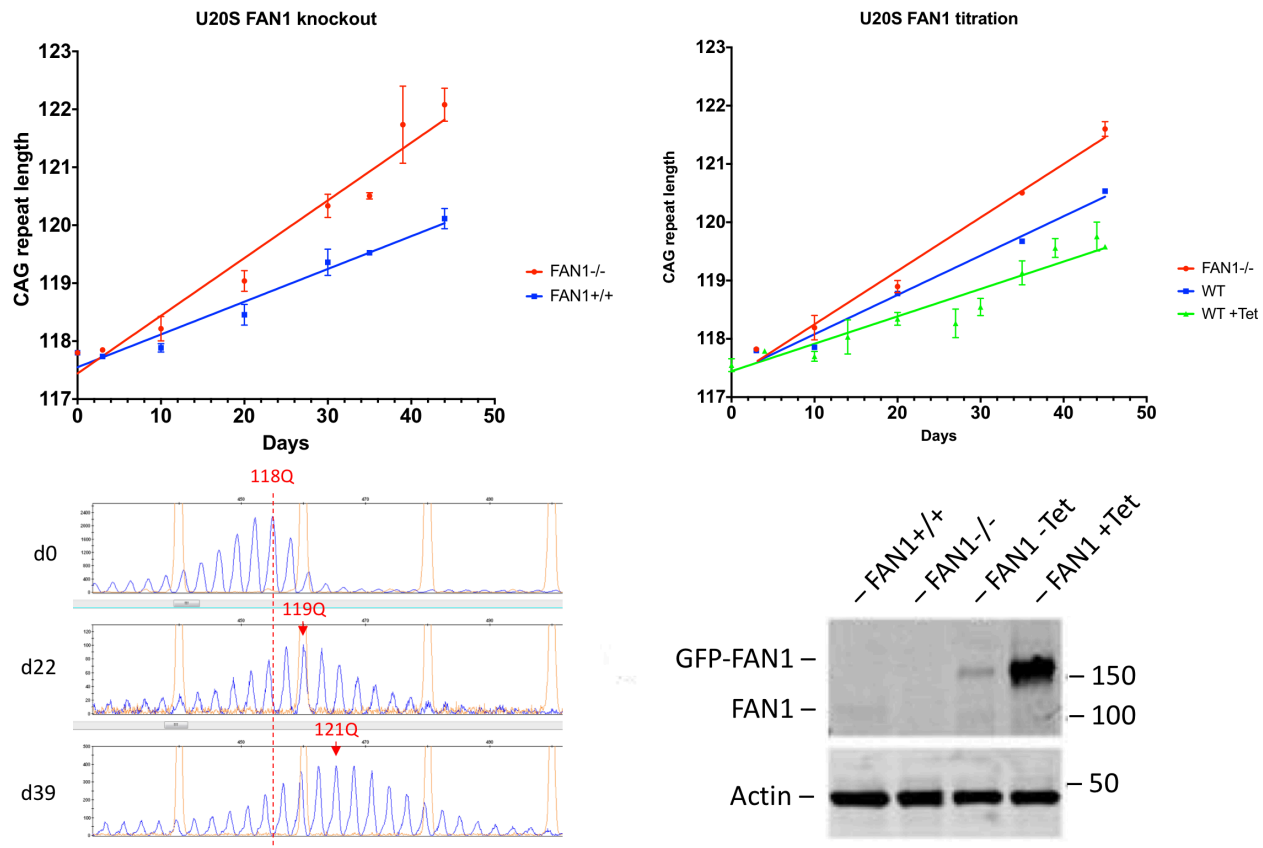 U20S FAN1 knockout
123
122
121
120
119
118
117
CAG repeat length
0
10
20
30
40
50
Days
FAN1-/-
FAN1+/+
U20S FAN1 titration
123
122
121
120
119
118
117
CAG repeat length
0
10
20
30
40
50
Days
FAN1-/-
WT
WT +Tet
118Q
d0
119Q
d22
121Q
d39
– FAN1+/+
– FAN1-/-
– FAN1 -Tet
– FAN1 +Tet
GFP-FAN1 –
– 150
FAN1 –
– 100
– 50
Actin –